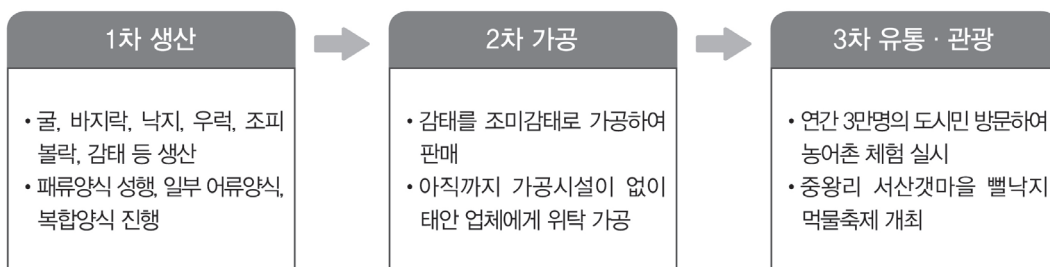 1차 생산
• 굴, 바지락, 낙지, 우럭, 조피
볼락, 감태 등 생산
• 패류양식 성행, 일부 어류양식,
복합양식 진행
2차 가공
• 감태를 조미감태로 가공하여
판매
• 아직까지 가공시설이 없이
태안 업체에게 위탁 가공
3차 유통 · 관광
• 연간 3만명의 도시민 방문하여
농어촌 체험 실시
• 중왕리 서산갯마을 뻘낙지
먹물축제 개최